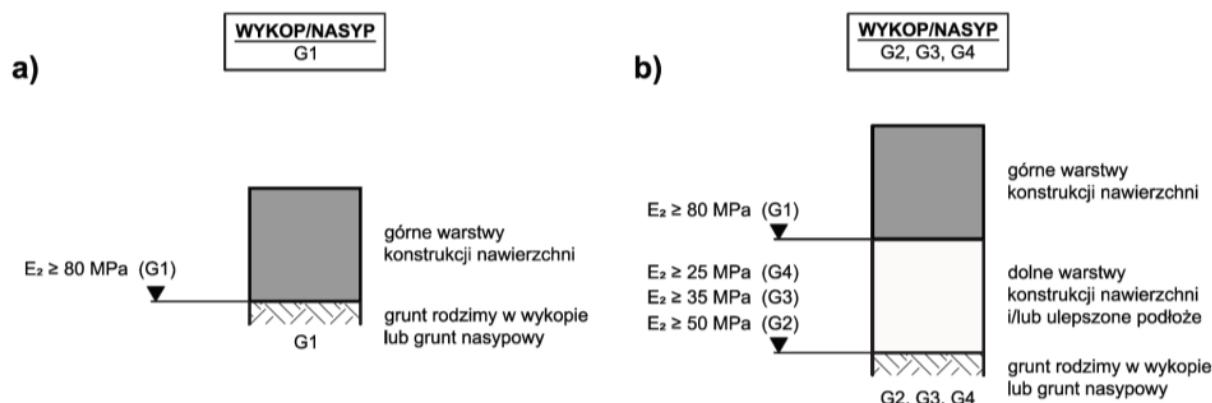 a)
WYKOP/NASYP
G1
E₂ ≥ 80 MPa (G1)
górne warstwy
konstrukcji nawierzchni
grunt rodzimy w wykopie
lub grunt nasypowy
G1
b)
WYKOP/NASYP
G2, G3, G4
górne warstwy
konstrukcji nawierzchni
E₂ ≥ 80 MPa (G1)
E₂ ≥ 25 MPa (G4)
E₂ ≥ 35 MPa (G3)
E₂ ≥ 50 MPa (G2)
dolne warstwy
konstrukcji nawierzchni
i/lub ulepszone podłoże
grunt rodzimy w wykopie
lub grunt nasypowy
G2, G3, G4